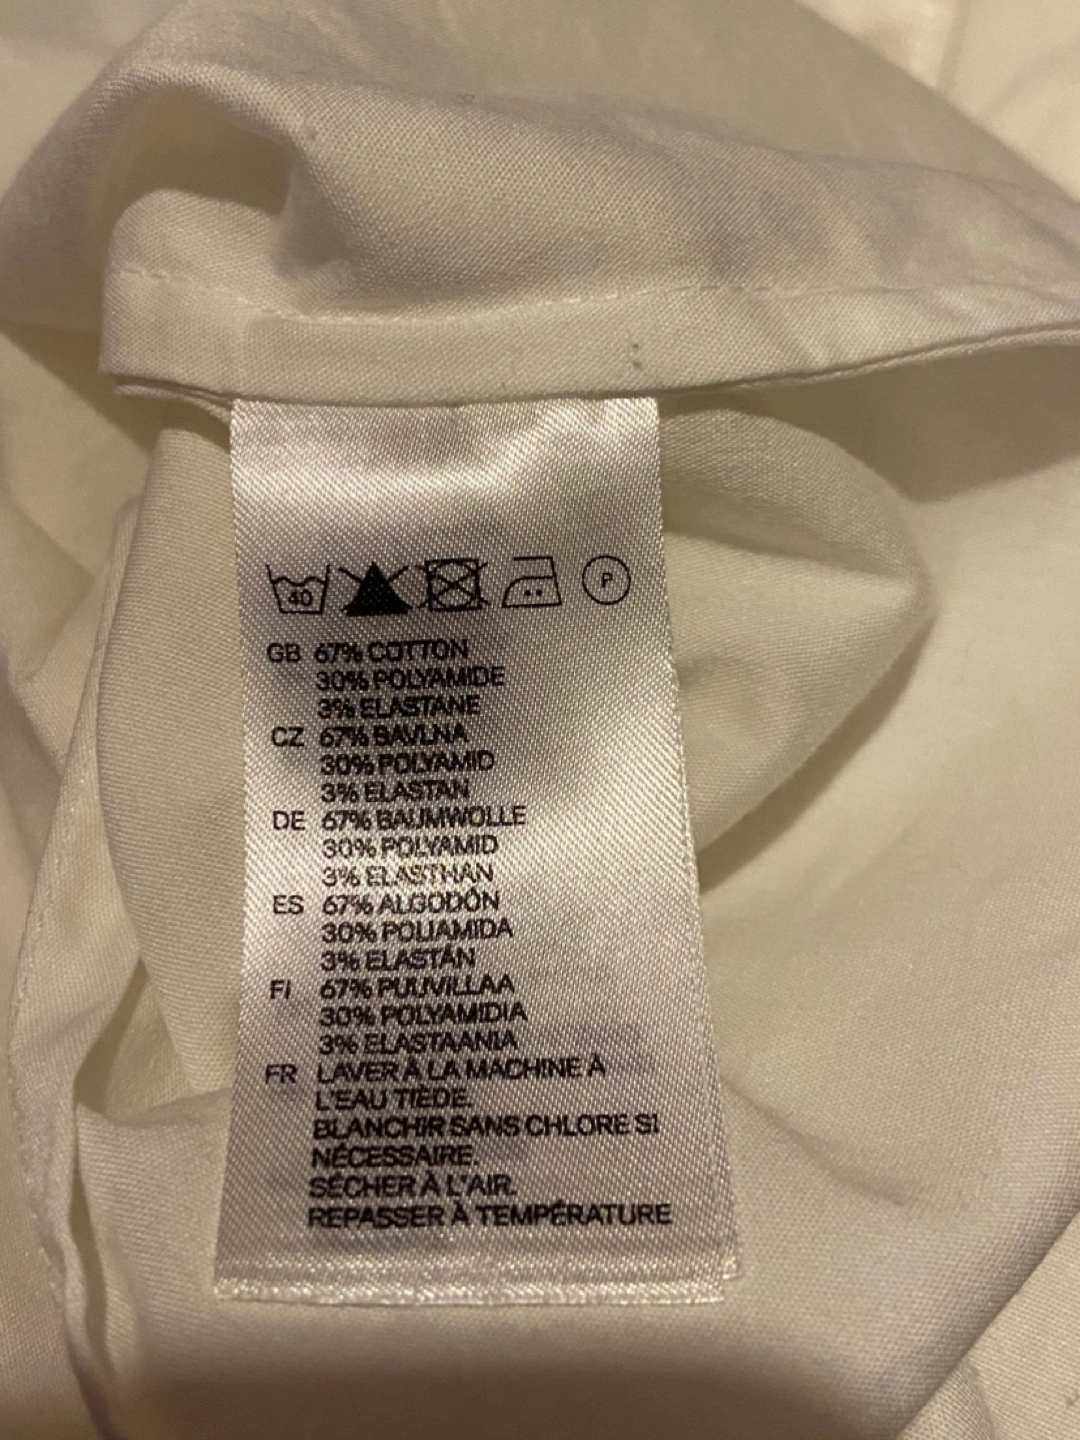 40
P
GB 67% COTTON
30% POLYAMIDE
3% ELASTANE
CZ 67% BAVLNA
30% POLYAMID
3% ELASTAN
DE 67% BAUMWOLLE
30% POLYAMID
3% ELASTHAN
ES 67% ALGODÓN
30% POLIAMIDA
3% ELASTÁN
FI 67% PUUVILLAA
30% POLYAMIDIA
3% ELASTAANIA
FR LAVER À LA MACHINE À
L'EAU TIÈDE.
BLANCHIR SANS CHLORE SI
NÉCESSAIRE.
SÉCHER À L'AIR.
REPASSER À TEMPÉRATURE